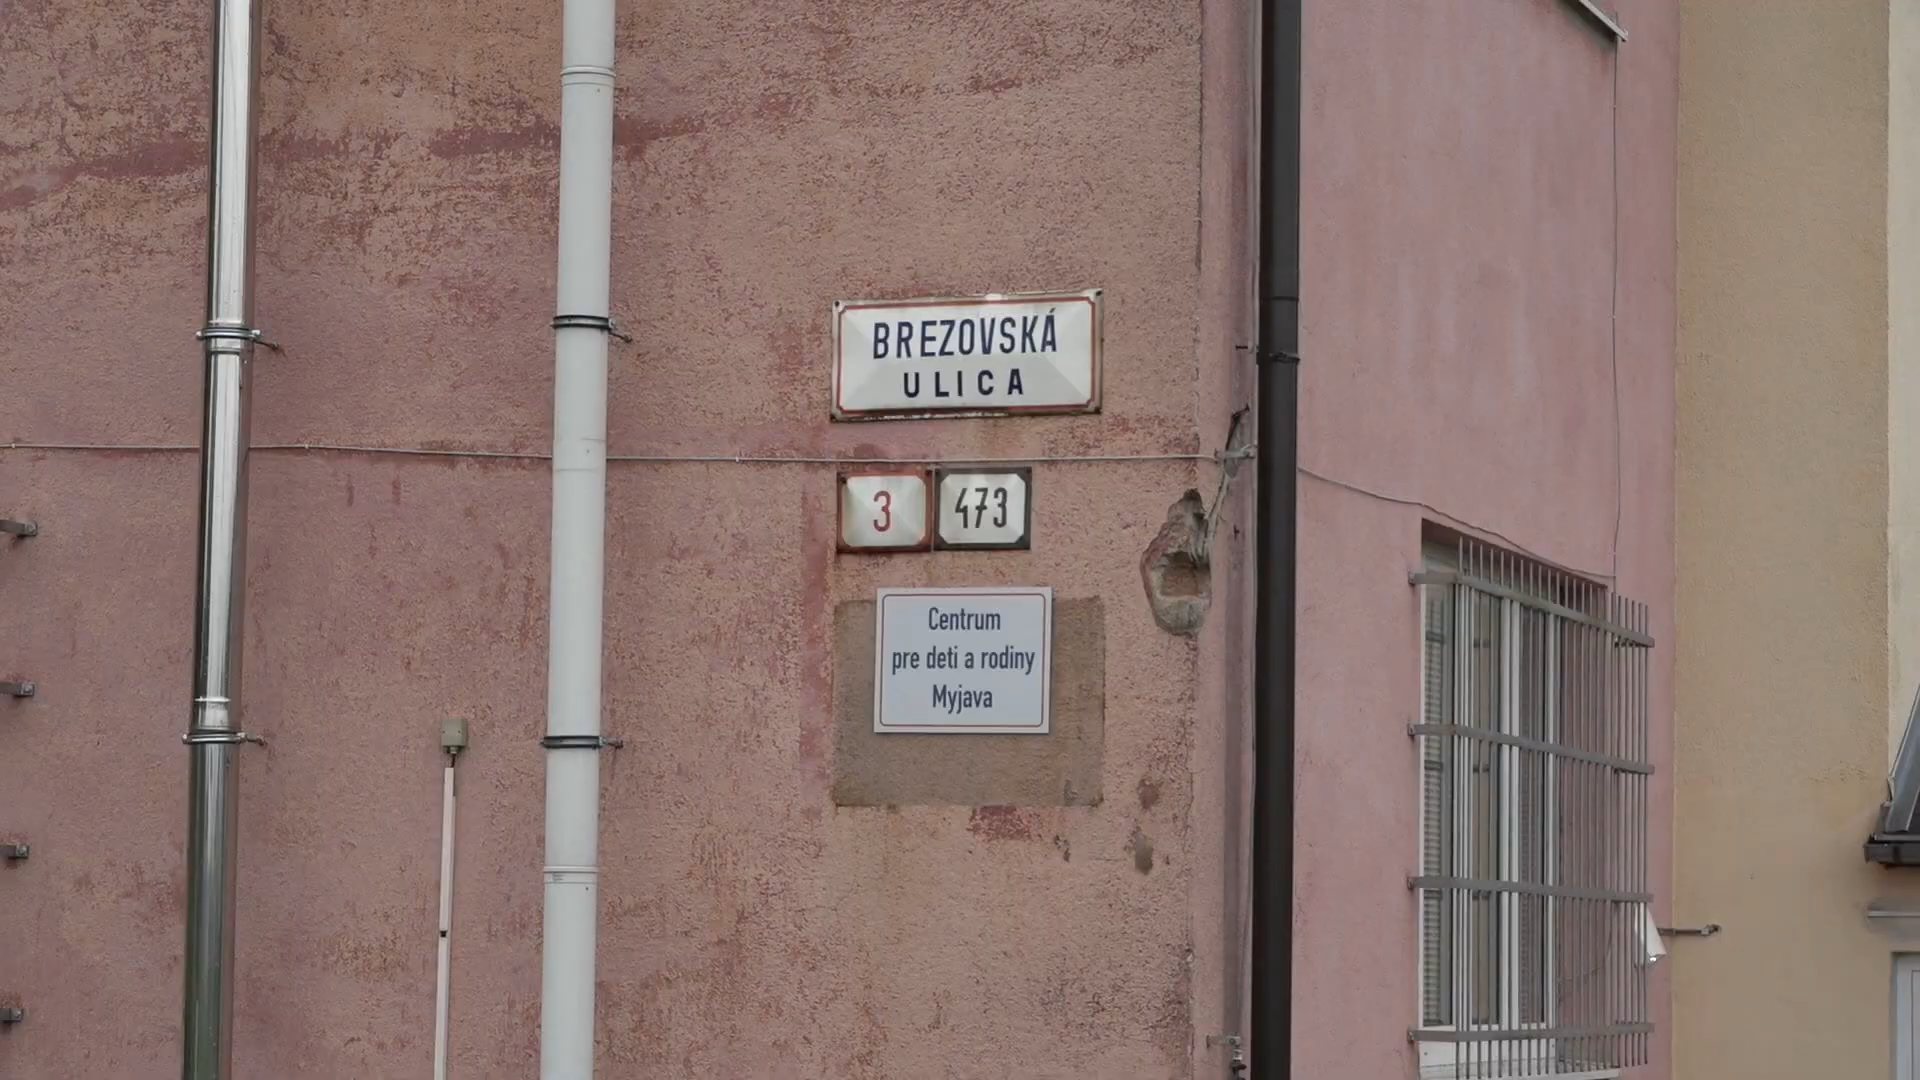 BREZOVSKÁ
ULICA
3 473
Centrum
pre deti a rodiny
Myjava